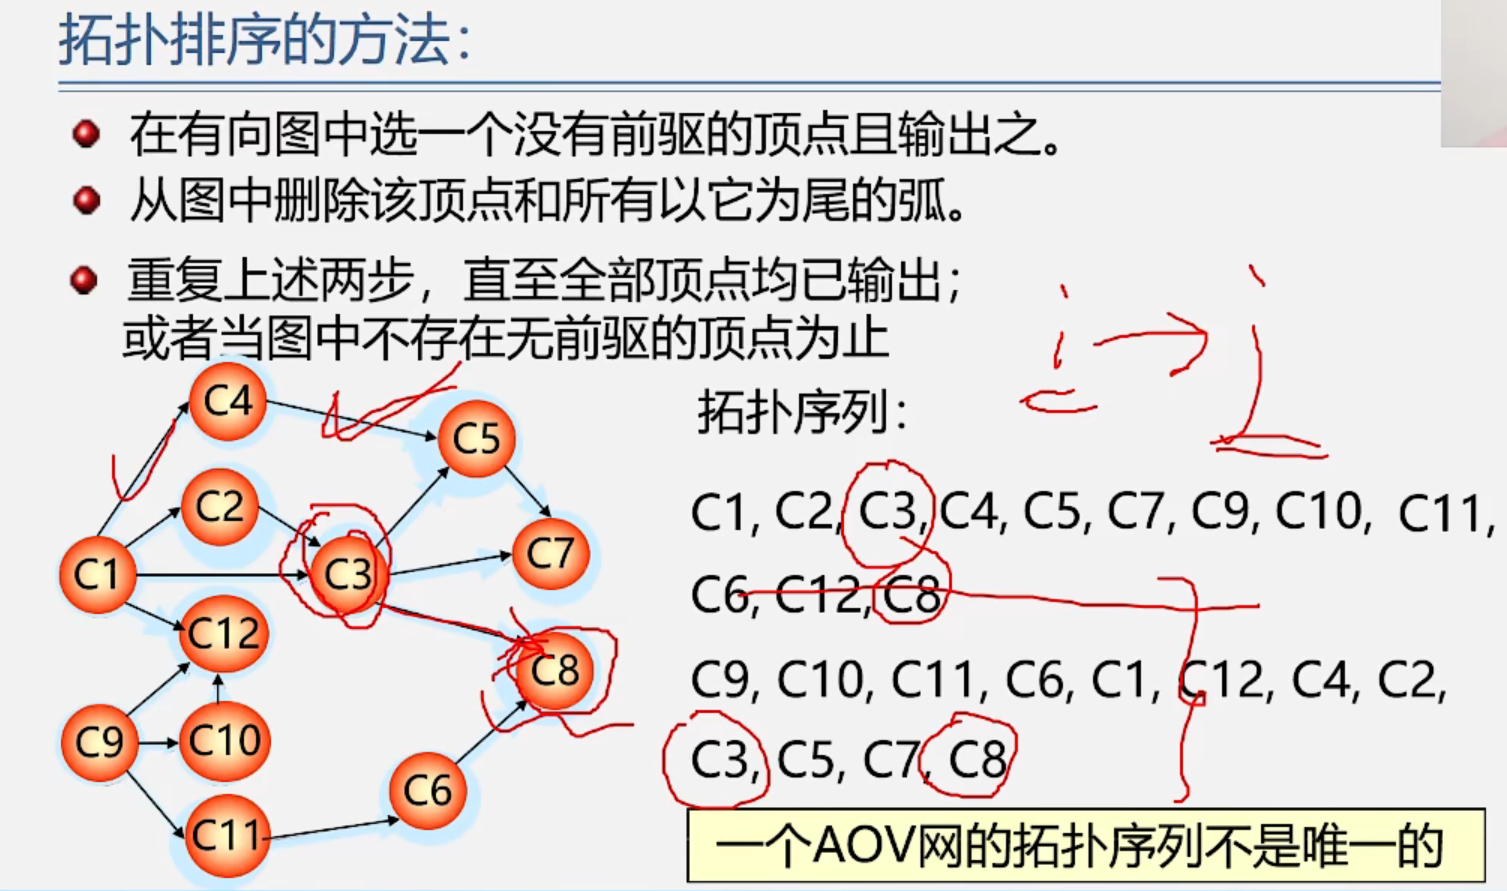 拓扑排序的方法：
在有向图中选一个没有前驱的顶点且输出之。
从图中删除该顶点和所有以它为尾的弧。
重复上述两步，直至全部顶点均已输出；
或者当图中不存在无前驱的顶点为止
i → j
拓扑序列：
C1, C2, C3, C4, C5, C7, C9, C10, C11,
C6, C12, C8
C9, C10, C11, C6, C1, C12, C4, C2,
C3, C5, C7, C8
一个AOV网的拓扑序列不是唯一的
C4
C5
C2
C7
C1
C3
C12
C8
C9
C10
C6
C11